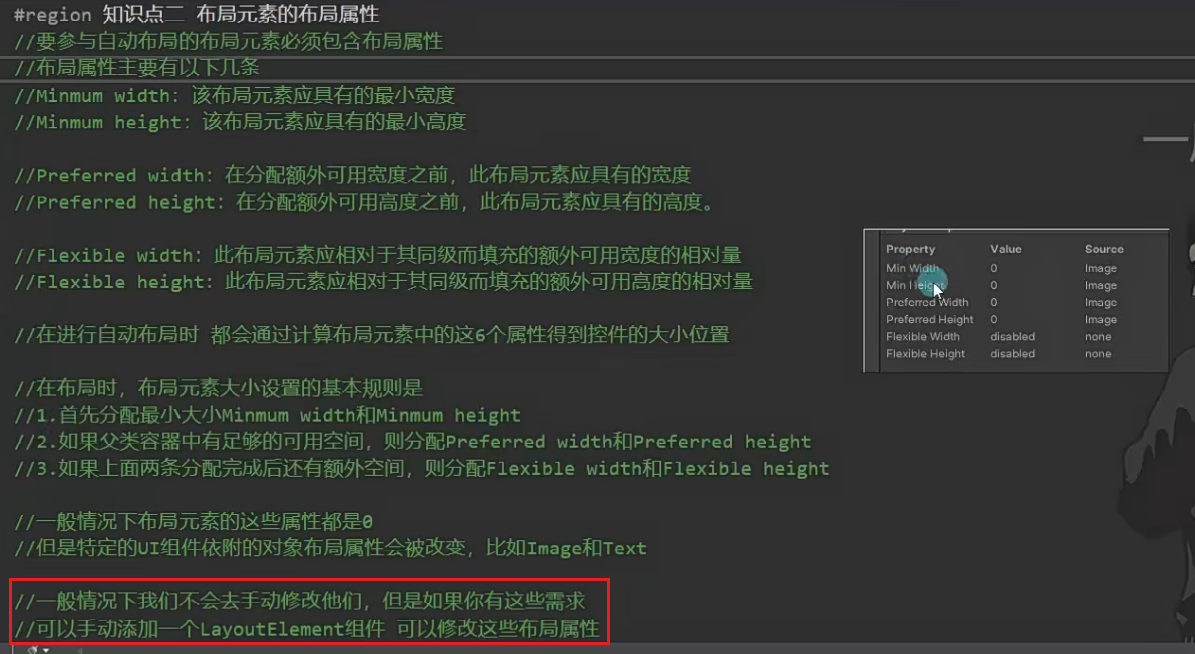 #region 知识点二 布局元素的布局属性
//要参与自动布局的布局元素必须包含布局属性
//布局属性主要有以下几条
//Minmum width: 该布局元素应具有的最小宽度
//Minmum height: 该布局元素应具有的最小高度
//Preferred width: 在分配额外可用宽度之前，此布局元素应具有的宽度
//Preferred height: 在分配额外可用高度之前，此布局元素应具有的高度。
//Flexible width: 此布局元素应相对于其同级而填充的额外可用宽度的相对量
//Flexible height: 此布局元素应相对于其同级而填充的额外可用高度的相对量
//在进行自动布局时 都会通过计算布局元素中的这6个属性得到控件的大小位置
//在布局时，布局元素大小设置的基本规则是
//1.首先分配最小大小Minmum width和Minmum height
//2.如果父类容器中有足够的可用空间，则分配Preferred width和Preferred height
//3.如果上面两条分配完成后还有额外空间，则分配Flexible width和Flexible height
//一般情况下布局元素的这些属性都是0
//但是特定的UI组件依附的对象布局属性会被改变，比如Image和Text
//一般情况下我们不会去手动修改他们，但是如果你有这些需求
//可以手动添加一个LayoutElement组件 可以修改这些布局属性
Property Value Source
Min Width 0 Image
Min Height 0 Image
Preferred Width 0 Image
Preferred Height 0 Image
Flexible Width disabled none
Flexible Height disabled none